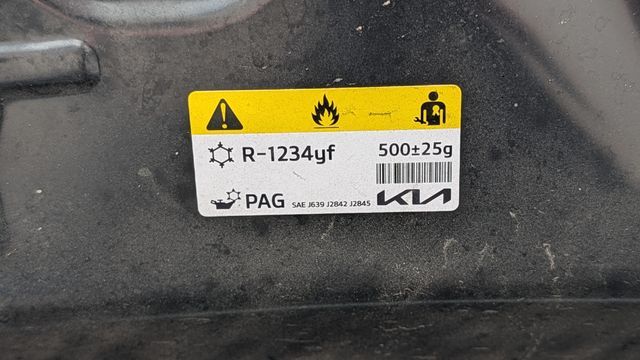 R-1234yf 500±25g
PAG SAE J639 J2842 J2845 KIA